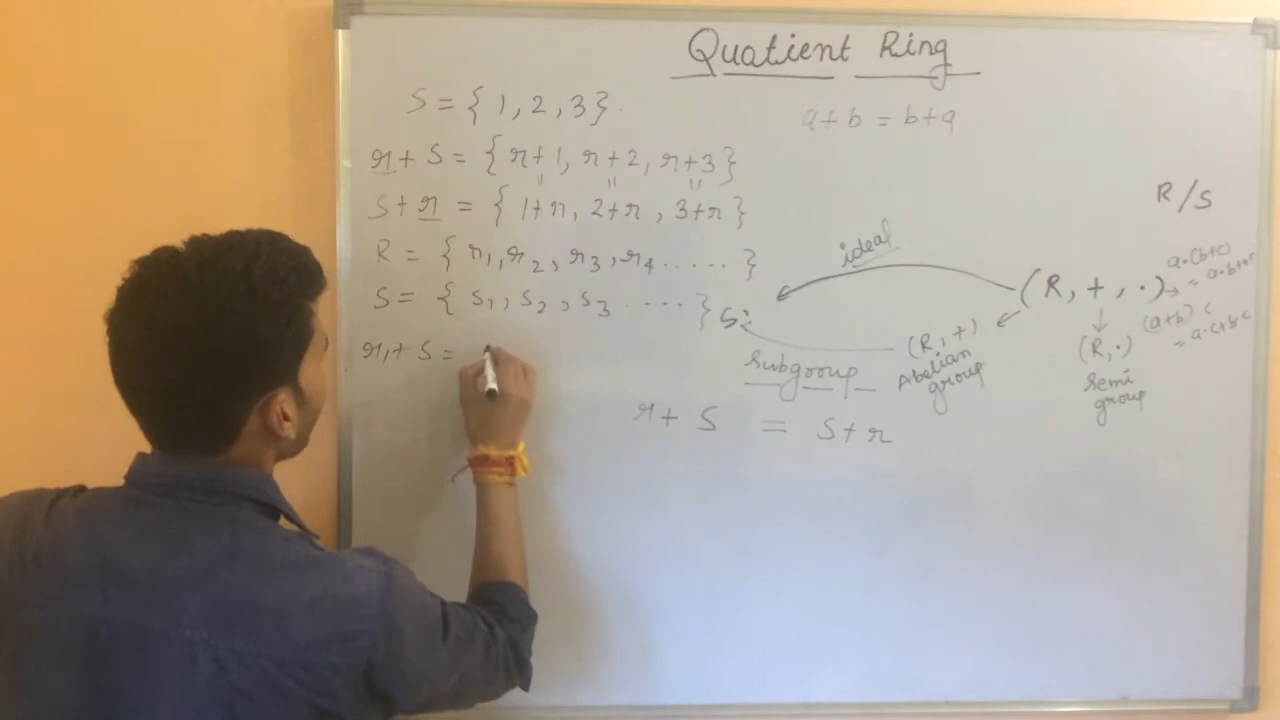 Quatient Ring
S = { 1, 2, 3 }.
a + b = b + a
r + S = { r + 1, r + 2, r + 3 }
S + r = { 1 + r, 2 + r, 3 + r }
R / S
R = { r1, r2, r3, r4 ..... }
S = { s1, s2, s3 ..... }
S
ideal
(R, +, ·)
a·(b+c)
= a·b+a·c
(a+b) c
= a·c+b·c
r1 + S =
subgroup
(R, +)
Abelian
group
(R, ·)
Semi
group
r + S = S + r